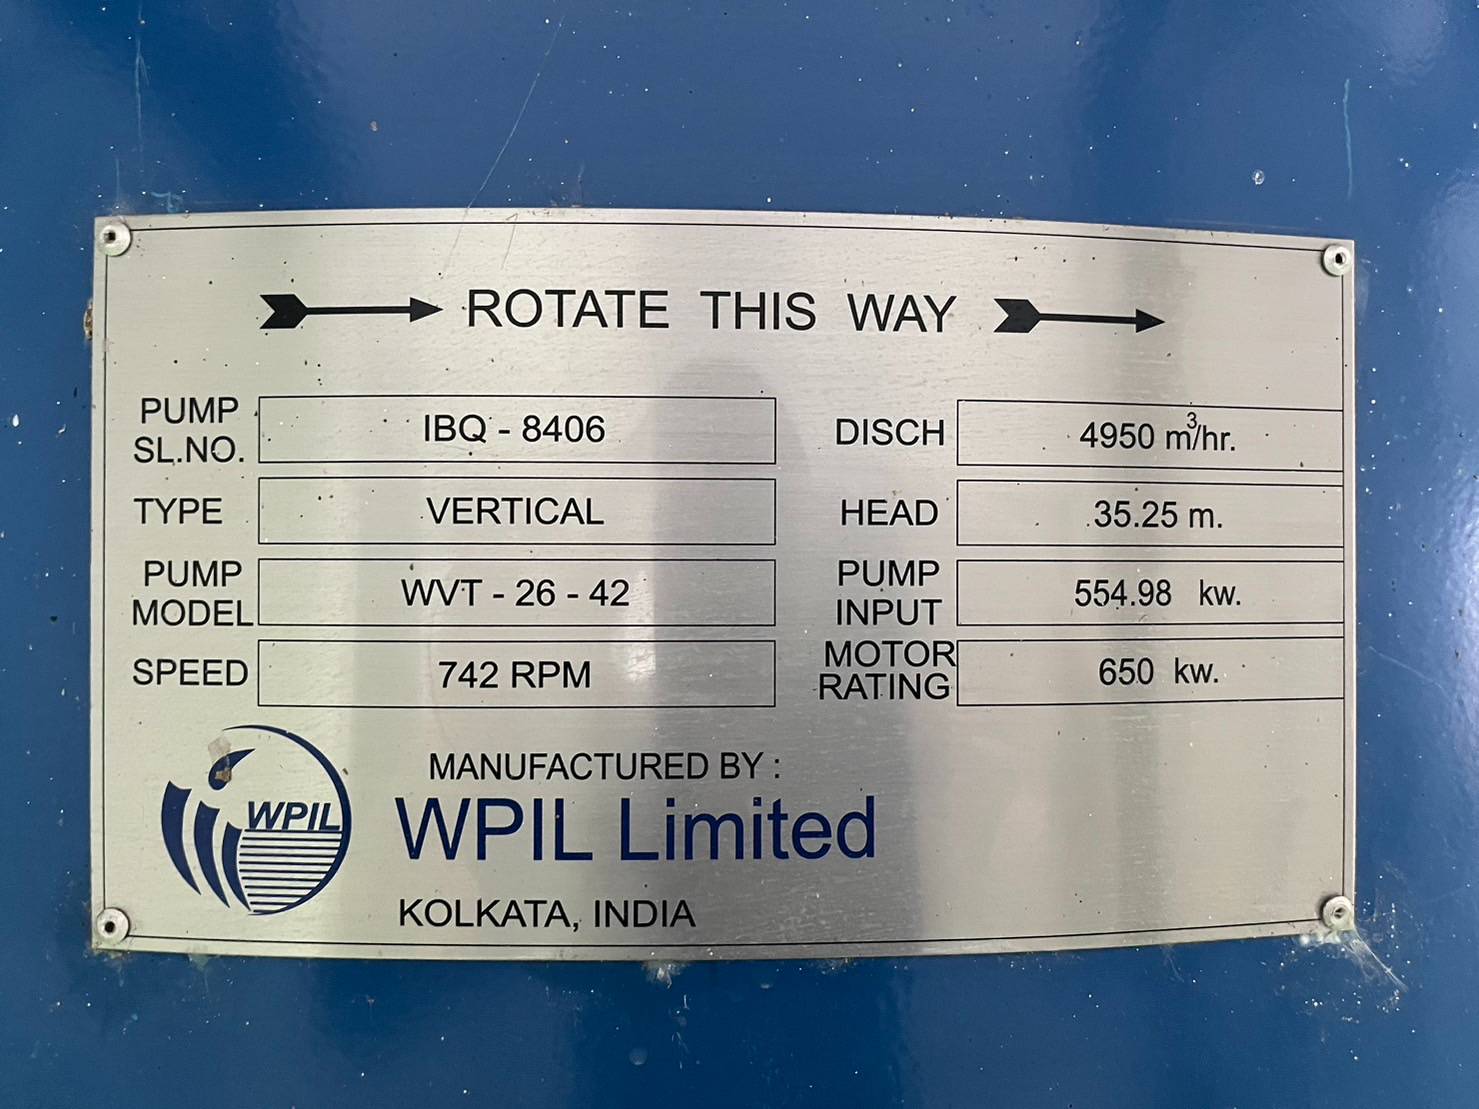 ROTATE THIS WAY
PUMP SL.NO. IBQ - 8406
TYPE VERTICAL
PUMP MODEL WVT - 26 - 42
SPEED 742 RPM
DISCH 4950 m³/hr.
HEAD 35.25 m.
PUMP INPUT 554.98 kw.
MOTOR RATING 650 kw.
WPIL
MANUFACTURED BY :
WPIL Limited
KOLKATA, INDIA